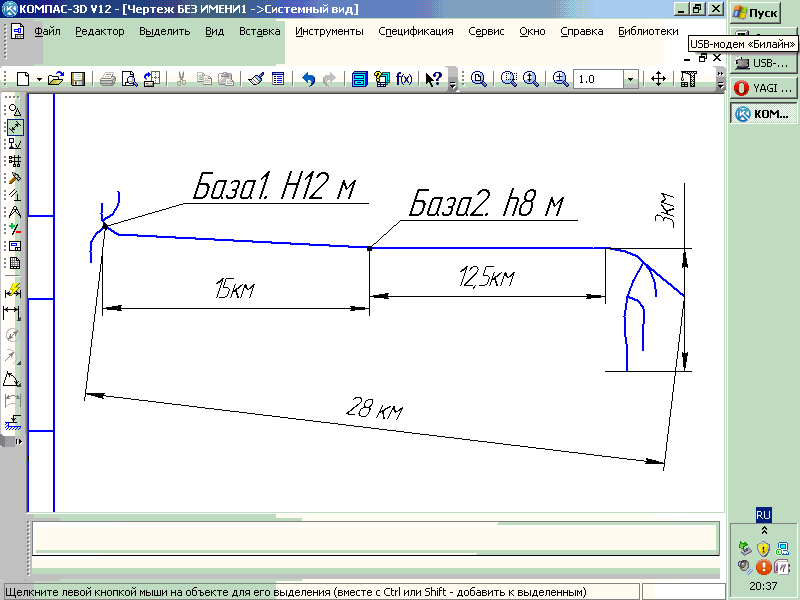 КОМПАС-3D V12 - [Чертеж БЕЗ ИМЕНИ1 ->Системный вид]
Пуск
Файл Редактор Выделить Вид Вставка Инструменты Спецификация Сервис Окно Справка Библиотеки
USB-модем «Билайн»
USB-...
1.0
YAGI ...
КОМ...
f(x)
База1. Н12 м
База2. h8 м
3км
15км
12,5км
28 км
RU
20:37
Щелкните левой кнопкой мыши на объекте для его выделения (вместе с Ctrl или Shift - добавить к выделенным)